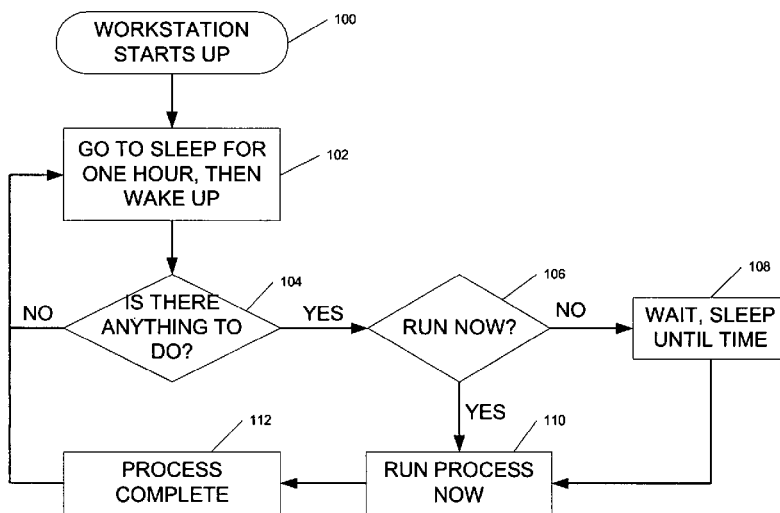 WORKSTATION
STARTS UP
100
GO TO SLEEP FOR
ONE HOUR, THEN
WAKE UP
102
IS THERE
ANYTHING TO
DO?
104
NO
YES
RUN NOW?
106
NO
WAIT, SLEEP
UNTIL TIME
108
YES
RUN PROCESS
NOW
110
PROCESS
COMPLETE
112